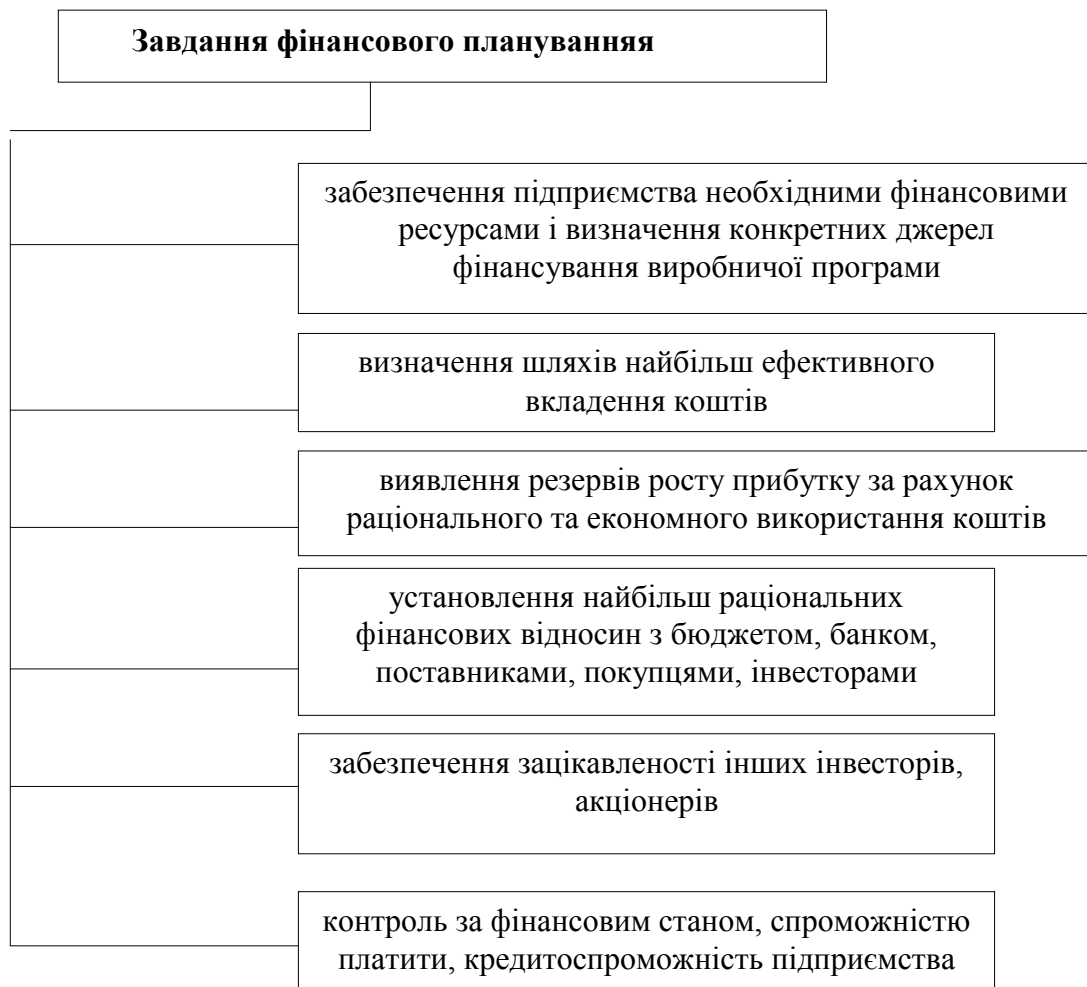 Завдання фінансового плануванняя
забезпечення підприємства необхідними фінансовими
ресурсами і визначення конкретних джерел
фінансування виробничої програми
визначення шляхів найбільш ефективного
вкладення коштів
виявлення резервів росту прибутку за рахунок
раціонального та економного використання коштів
установлення найбільш раціональних
фінансових відносин з бюджетом, банком,
поставниками, покупцями, інвесторами
забезпечення зацікавленості інших інвесторів,
акціонерів
контроль за фінансовим станом, спроможністю
платити, кредитоспроможність підприємства